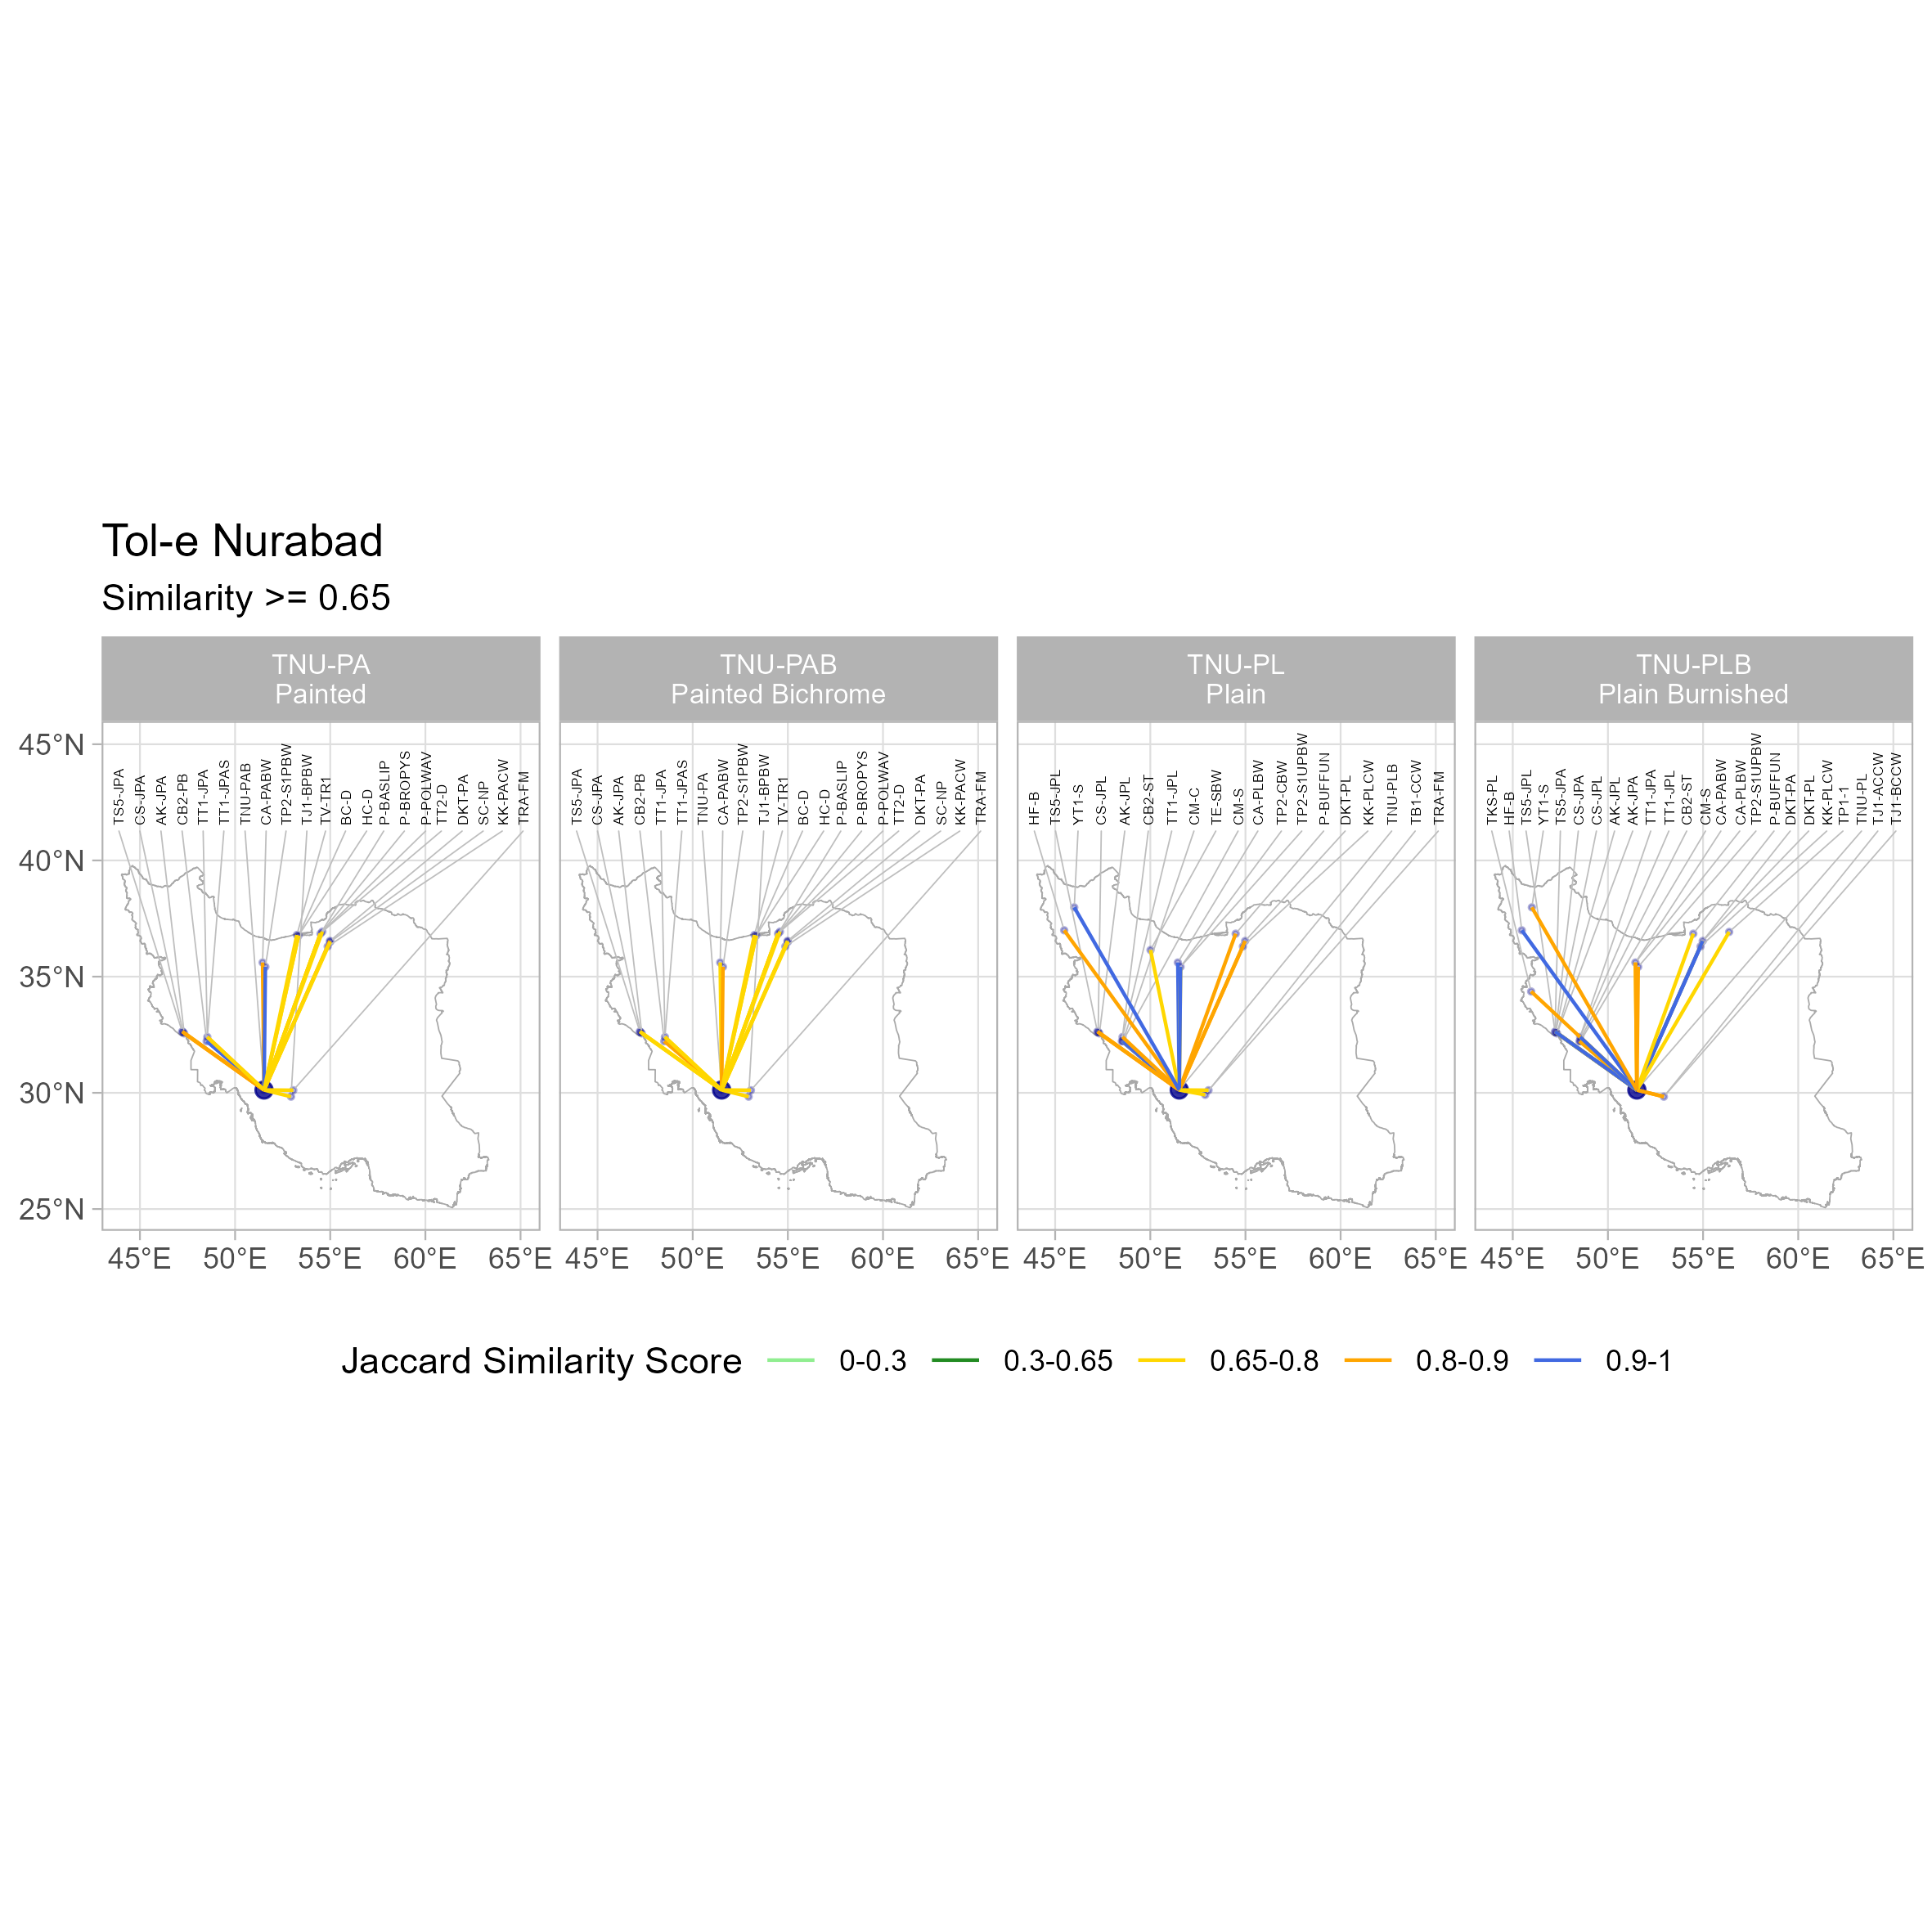 Tol-e Nurabad
Similarity >= 0.65
TNU-PA
Painted
TNU-PAB
Painted Bichrome
TNU-PL
Plain
TNU-PLB
Plain Burnished
45°N
40°N
35°N
30°N
25°N
TS5-JPA
CS-JPA
AK-JPA
CB2-PB
TT1-JPA
TT1-JPAS
TNU-PAB
CA-PABW
TP2-S1PBW
TJ1-BPBW
TV-TR1
BC-D
HC-D
P-BASLIP
P-BROPYS
P-POLWAV
TT2-D
DKT-PA
SC-NP
KK-PACW
TRA-FM
TS5-JPA
CS-JPA
AK-JPA
CB2-PB
TT1-JPA
TT1-JPAS
TNU-PA
CA-PABW
TP2-S1PBW
TJ1-BPBW
TV-TR1
BC-D
HC-D
P-BASLIP
P-BROPYS
P-POLWAV
TT2-D
DKT-PA
SC-NP
KK-PACW
TRA-FM
HF-B
TS5-JPL
YT1-S
CS-JPL
AK-JPL
CB2-ST
TT1-JPL
CM-C
TE-SBW
CM-S
CA-PLBW
TP2-CBW
TP2-S1UPBW
P-BUFFUN
DKT-PL
KK-PLCW
TNU-PLB
TB1-CCW
TRA-FM
TKS-PL
HF-B
TS5-JPL
YT1-S
TS5-JPA
CS-JPA
CS-JPL
AK-JPL
AK-JPA
TT1-JPA
TT1-JPL
CB2-ST
CM-S
CA-PABW
CA-PLBW
TP2-S1UPBW
P-BUFFUN
DKT-PA
DKT-PL
KK-PLCW
TP1-1
TNU-PL
TJ1-ACCW
TJ1-BCCW
45°E 50°E 55°E 60°E 65°E
45°E 50°E 55°E 60°E 65°E
45°E 50°E 55°E 60°E 65°E
45°E 50°E 55°E 60°E 65°E
Jaccard Similarity Score 0-0.3 0.3-0.65 0.65-0.8 0.8-0.9 0.9-1